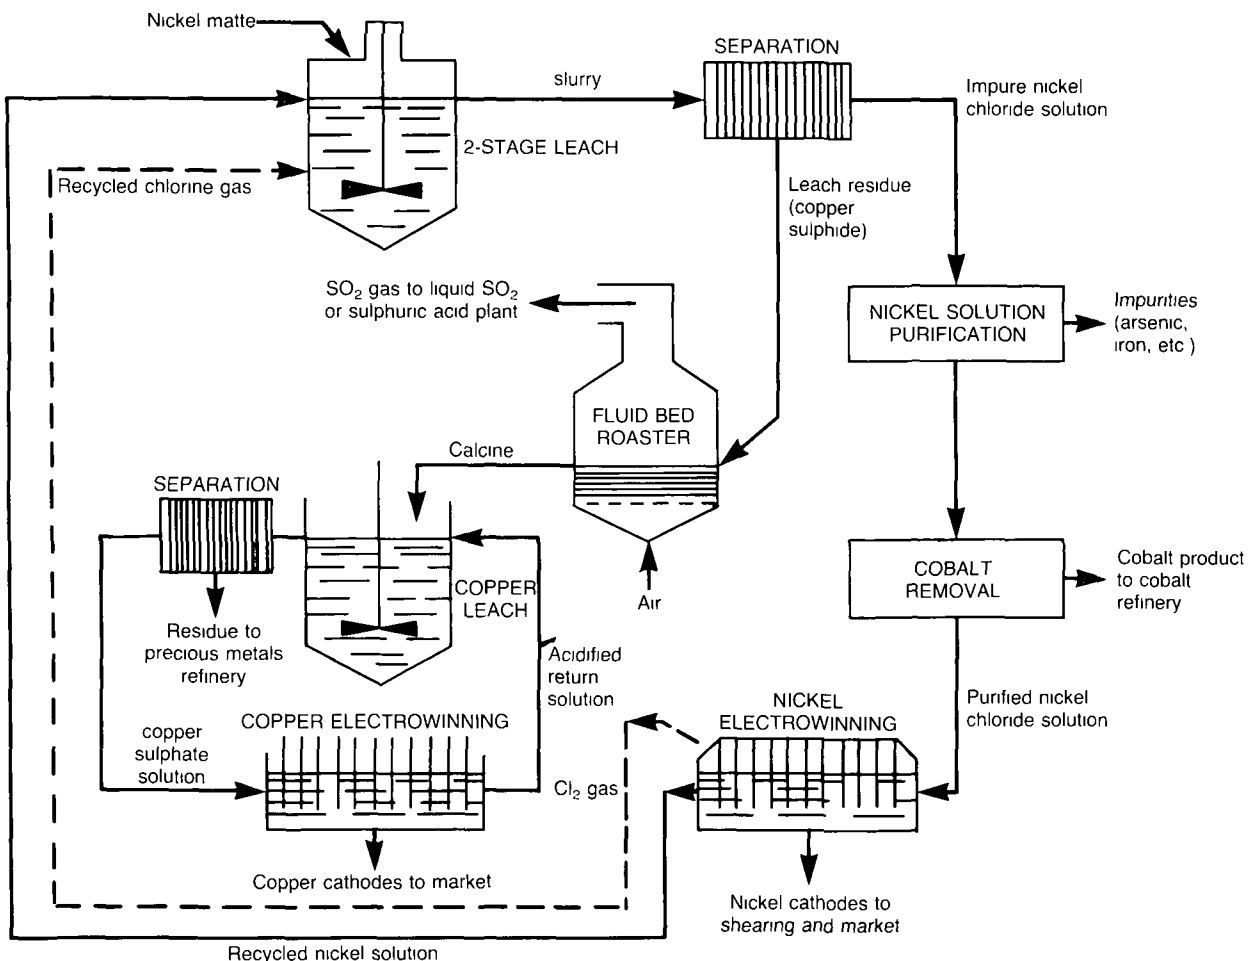 Nickel matte
SEPARATION
slurry
Impure nickel
chloride solution
2-STAGE LEACH
Recycled chlorine gas
Leach residue
(copper
sulphide)
SO₂ gas to liquid SO₂
or sulphuric acid plant
NICKEL SOLUTION
PURIFICATION
Impurities
(arsenic,
iron, etc )
FLUID BED
ROASTER
Calcine
SEPARATION
COPPER
LEACH
Air
COBALT
REMOVAL
Cobalt product
to cobalt
refinery
Residue to
precious metals
refinery
Acidified
return
solution
NICKEL
ELECTROWINNING
Purified nickel
chloride solution
COPPER ELECTROWINNING
copper
sulphate
solution
Cl₂ gas
Copper cathodes to market
Nickel cathodes to
shearing and market
Recycled nickel solution